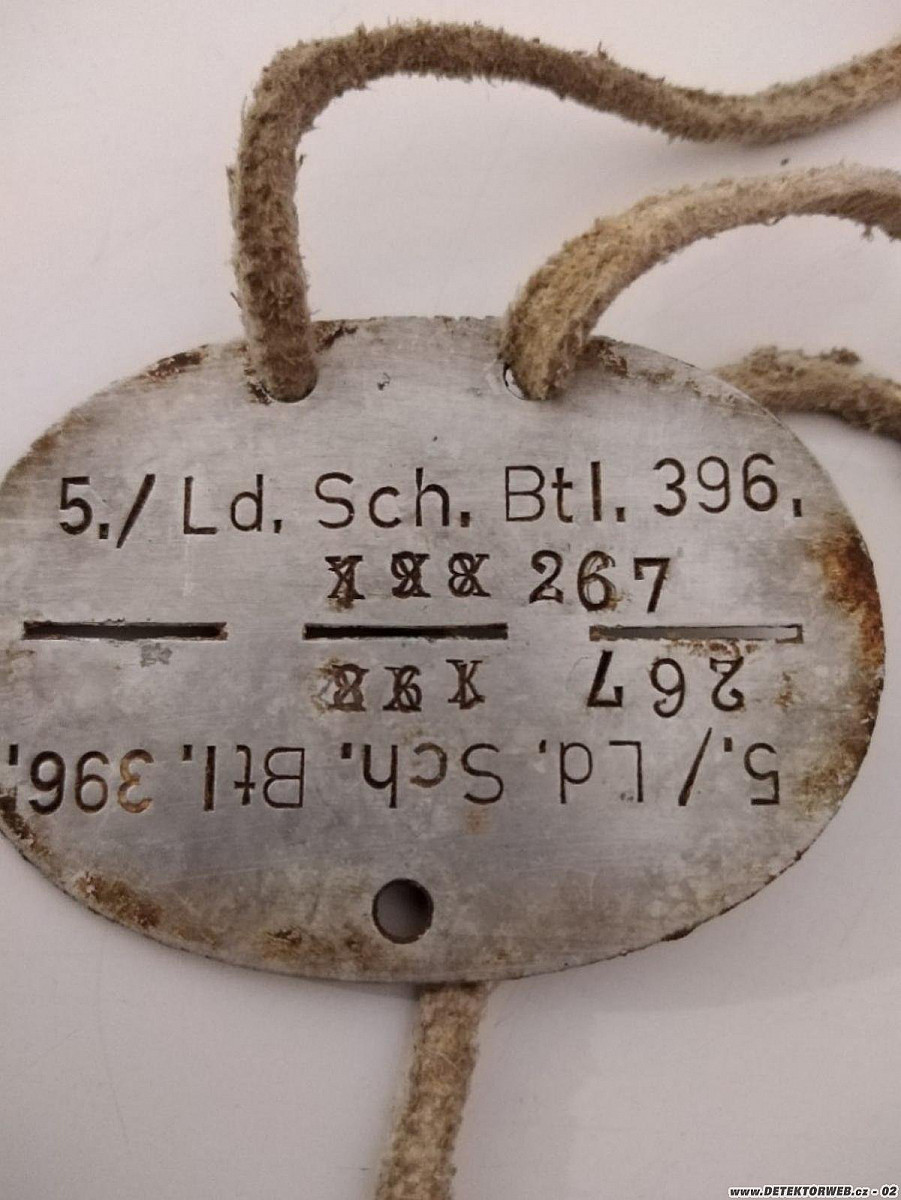 5./Ld. Sch. Btl. 396.
267
267
5./Ld. Sch. Btl. 396.
www.DETEKTORWEB.cz - 02